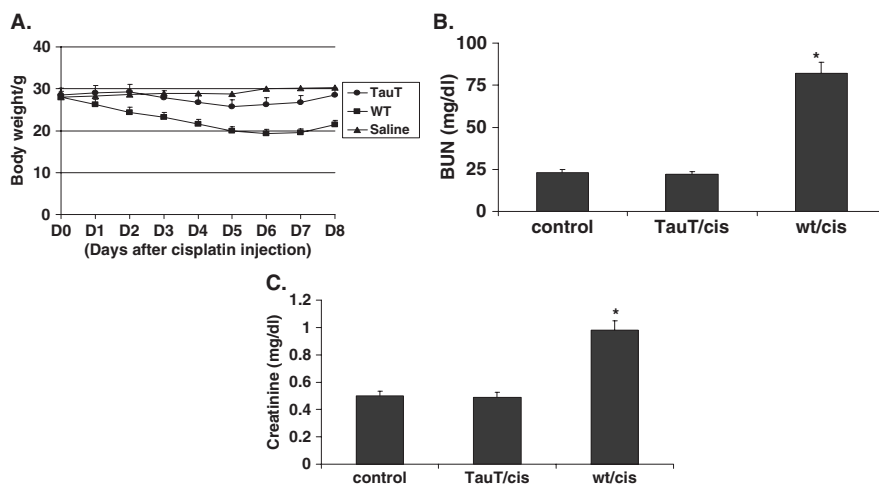 A.
40
30
20
10
0
Body weight/g
D0 D1 D2 D3 D4 D5 D6 D7 D8
(Days after cisplatin injection)
TauT
WT
Saline
B.
100
75
50
25
0
BUN (mg/dl)
*
control TauT/cis wt/cis
C.
1.2
1
0.8
0.6
0.4
0.2
0
Creatinine (mg/dl)
*
control TauT/cis wt/cis